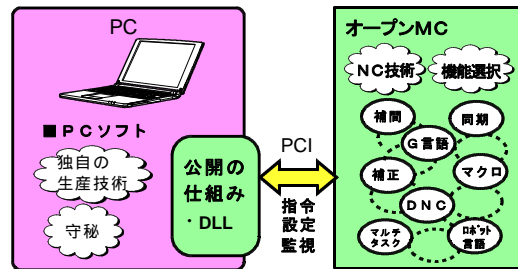 PC
■ＰＣソフト
独自の
生産技術
守秘
公開の
仕組み
・DLL
PCI
指令
設定
監視
オープンMC
ＮＣ技術
機能選択
補間
同期
Ｇ言語
補正
マクロ
ＤＮＣ
マルチ
タスク
ﾛﾎﾞｯﾄ
言語